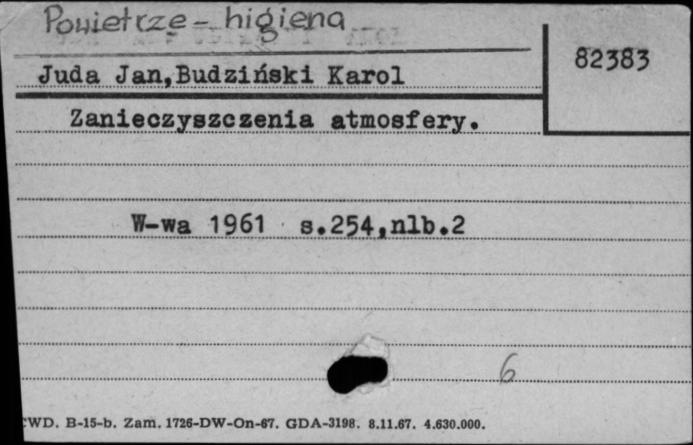 Powietrze - higiena
82383
Juda Jan,Budziński Karol
Zanieczyszczenia atmosfery.
W-wa 1961 s.254,nlb.2
6
WD. B-15-b. Zam. 1726-DW-On-67. GDA-3198. 8.11.67. 4.630.000.